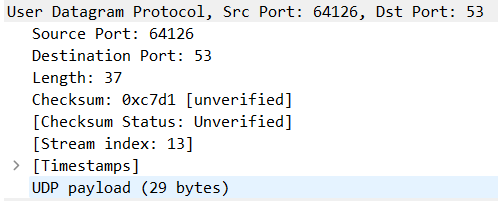 User Datagram Protocol, Src Port: 64126, Dst Port: 53
Source Port: 64126
Destination Port: 53
Length: 37
Checksum: 0xc7d1 [unverified]
[Checksum Status: Unverified]
[Stream index: 13]
[Timestamps]
UDP payload (29 bytes)